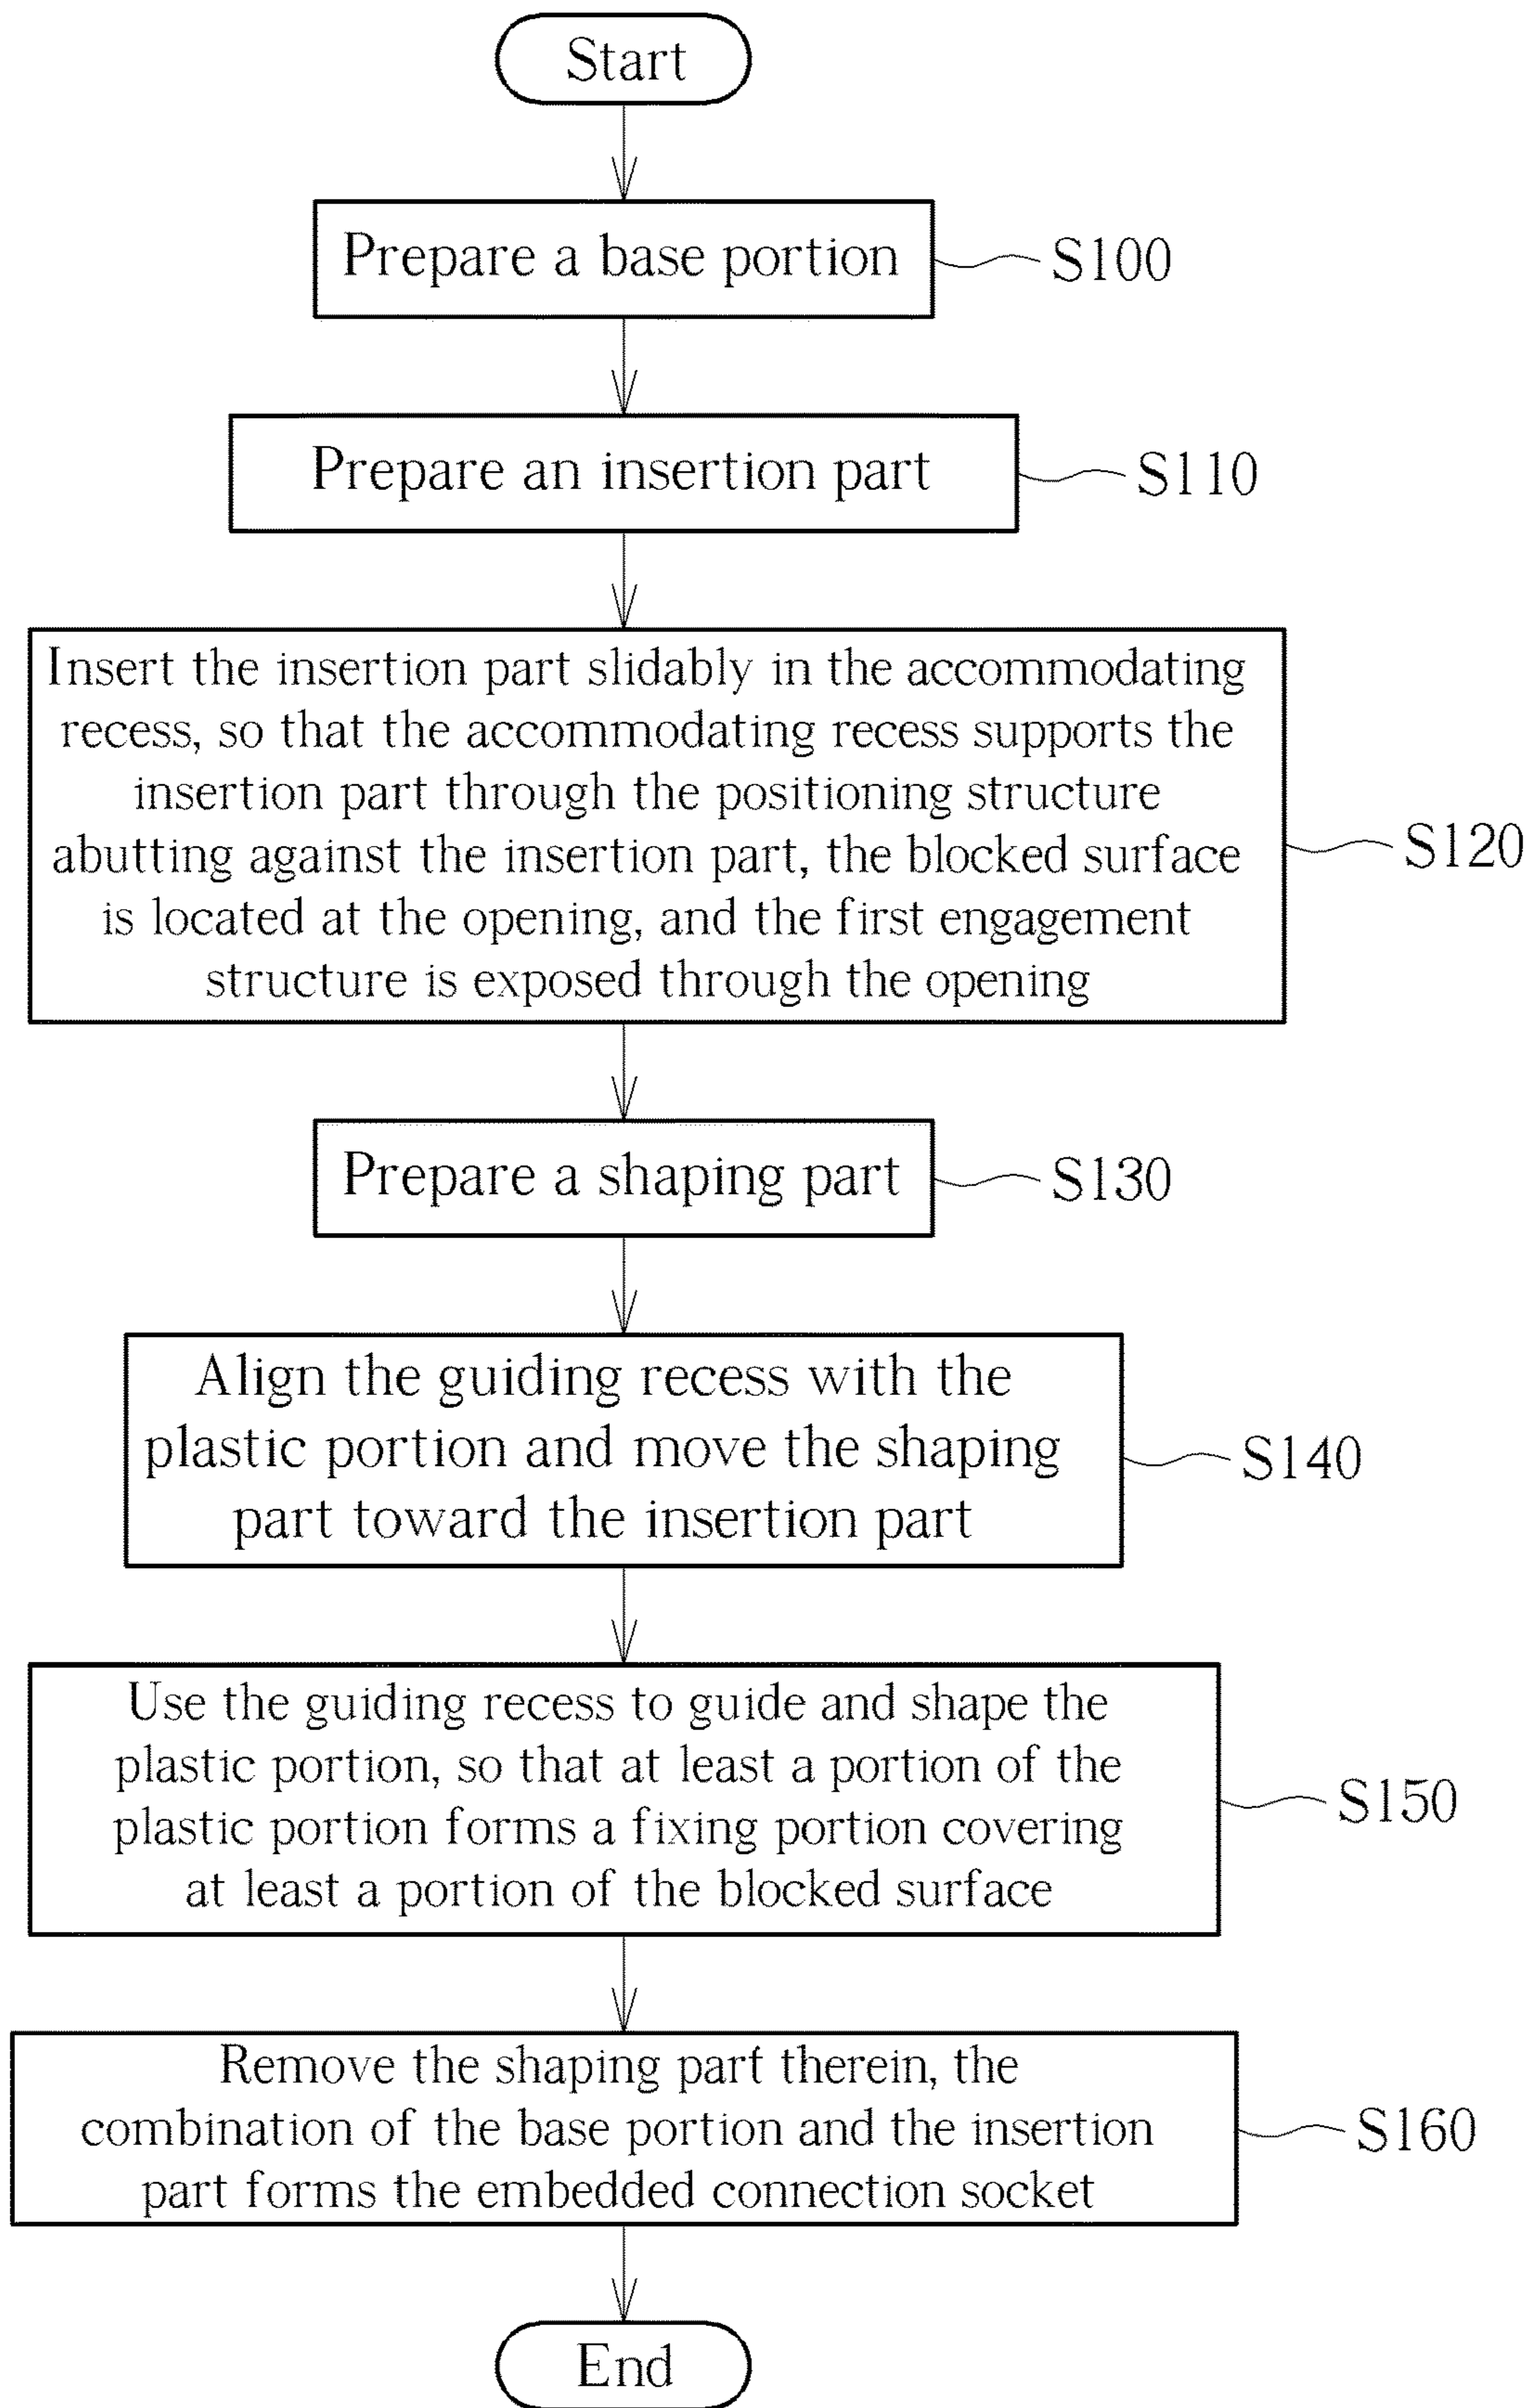 Start
Prepare a base portion
S100
Prepare an insertion part
S110
Insert the insertion part slidably in the accommodating
recess, so that the accommodating recess supports the
insertion part through the positioning structure
abutting against the insertion part, the blocked surface
is located at the opening, and the first engagement
structure is exposed through the opening
S120
Prepare a shaping part
S130
Align the guiding recess with the
plastic portion and move the shaping
part toward the insertion part
S140
Use the guiding recess to guide and shape the
plastic portion, so that at least a portion of the
plastic portion forms a fixing portion covering
at least a portion of the blocked surface
S150
Remove the shaping part therein, the
combination of the base portion and the insertion
part forms the embedded connection socket
S160
End